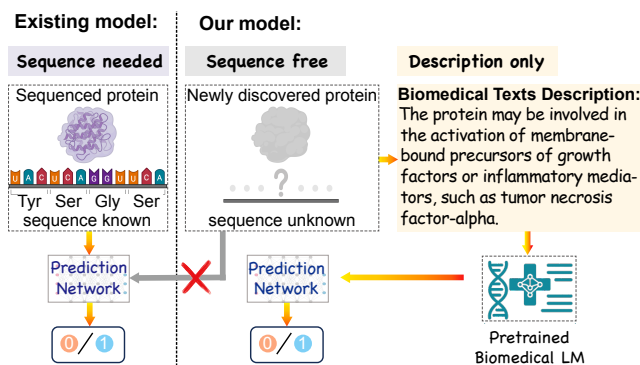 Existing model:
Our model:
Sequence needed
Sequence free
Description only
Sequenced protein
U A C U C A G G U U C A
Tyr Ser Gly Ser
sequence known
Newly discovered protein
?
sequence unknown
Biomedical Texts Description:
The protein may be involved in
the activation of membrane-
bound precursors of growth
factors or inflammatory media-
tors, such as tumor necrosis
factor-alpha.
Prediction
Network
Prediction
Network
0/1
0/1
Pretrained
Biomedical LM